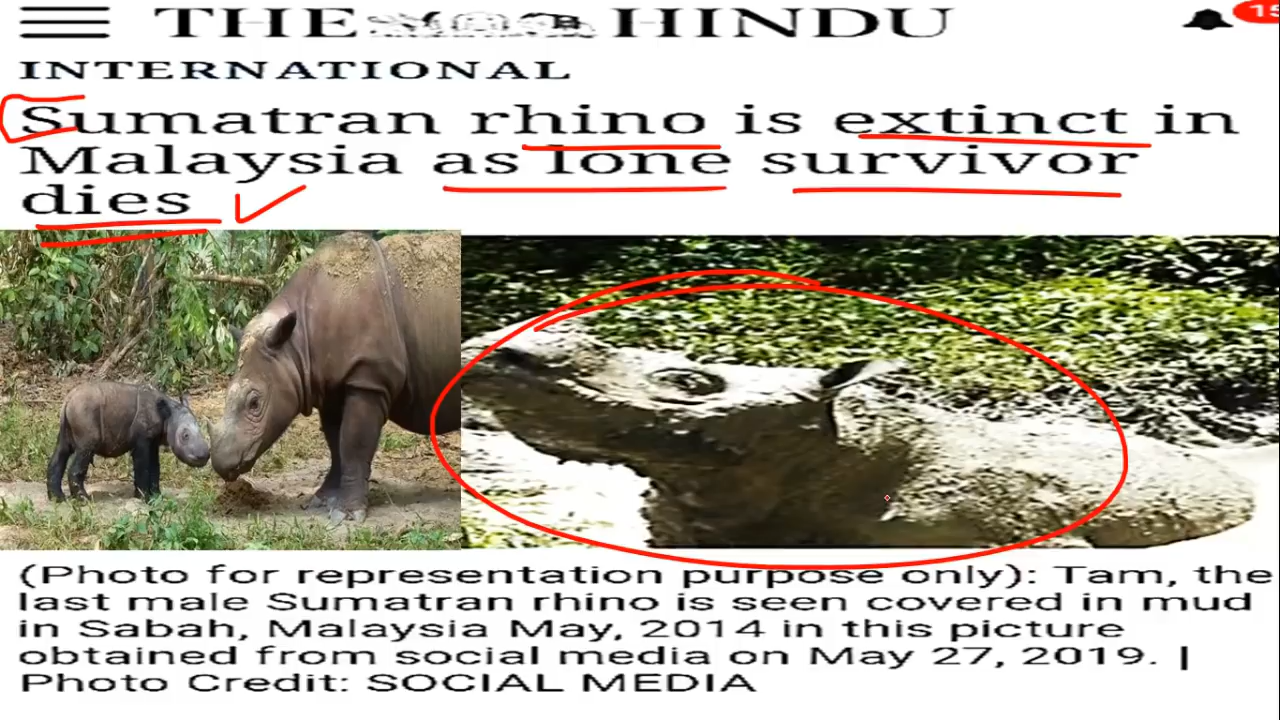 THE HINDU
15
INTERNATIONAL
Sumatran rhino is extinct in
Malaysia as lone survivor
dies
(Photo for representation purpose only): Tam, the
last male Sumatran rhino is seen covered in mud
in Sabah, Malaysia May, 2014 in this picture
obtained from social media on May 27, 2019. |
Photo Credit: SOCIAL MEDIA